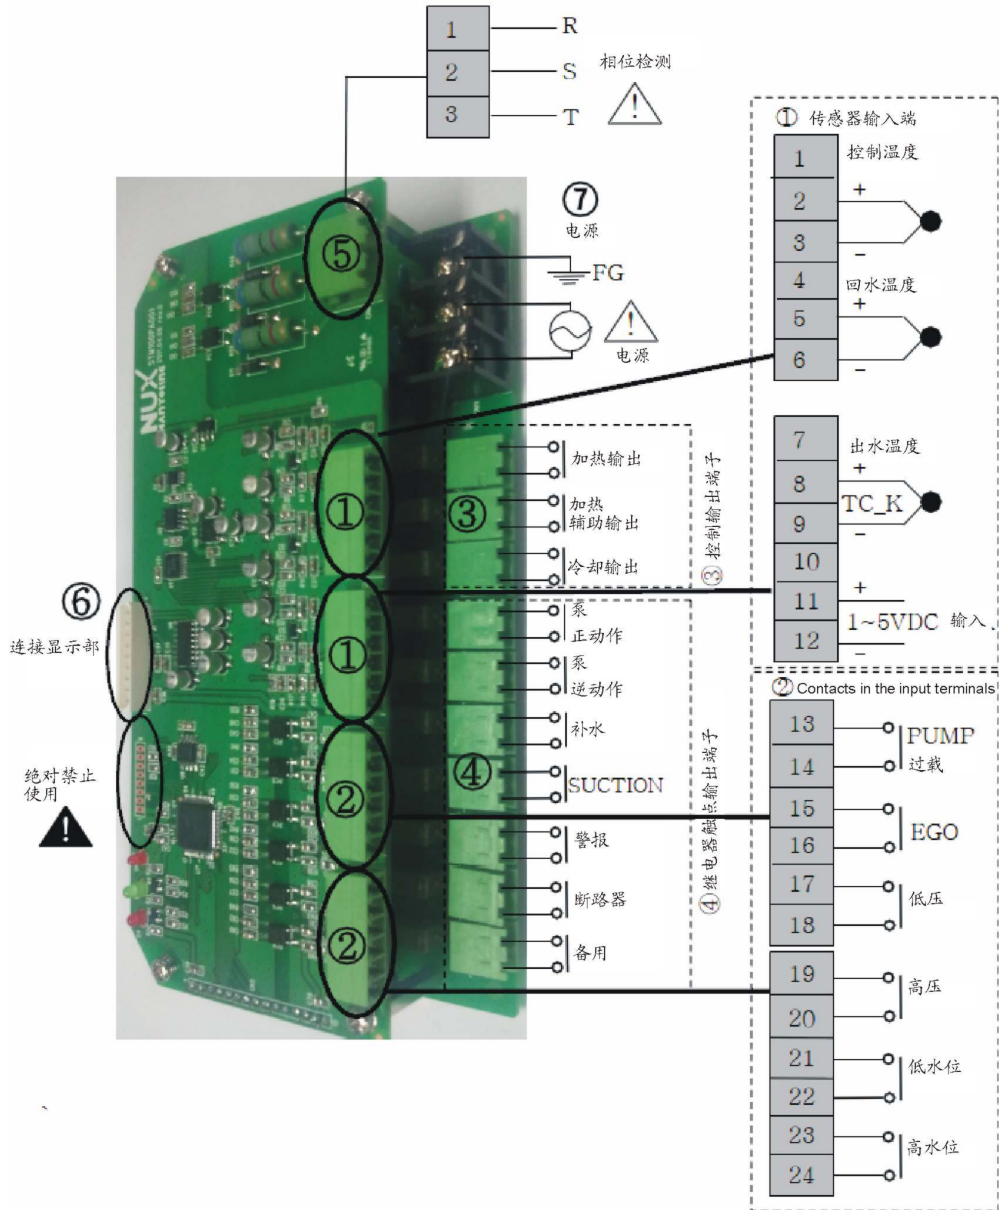 1 R
2 S
3 T
相位检测
!
⑤
⑦
电源
FG
!
电源
NUX
① 传感器输入端
1 控制温度
2 +
3 −
4 回水温度
5 +
6 −
7 出水温度
8 +
TC_K
9 −
10
11 +
1~5VDC 输入
12 −
①
①
②
②
③
加热输出
加热
辅助输出
冷却输出
③ 控制输出端子
④
泵
正动作
泵
逆动作
补水
SUCTION
警报
断路器
备用
④ 继电器触点输出端子
⑥
连接显示部
绝对禁止
使用
!
② Contacts in the input terminals
13
PUMP
14 过载
15
EGO
16
17
低压
18
19
高压
20
21
低水位
22
23
高水位
24